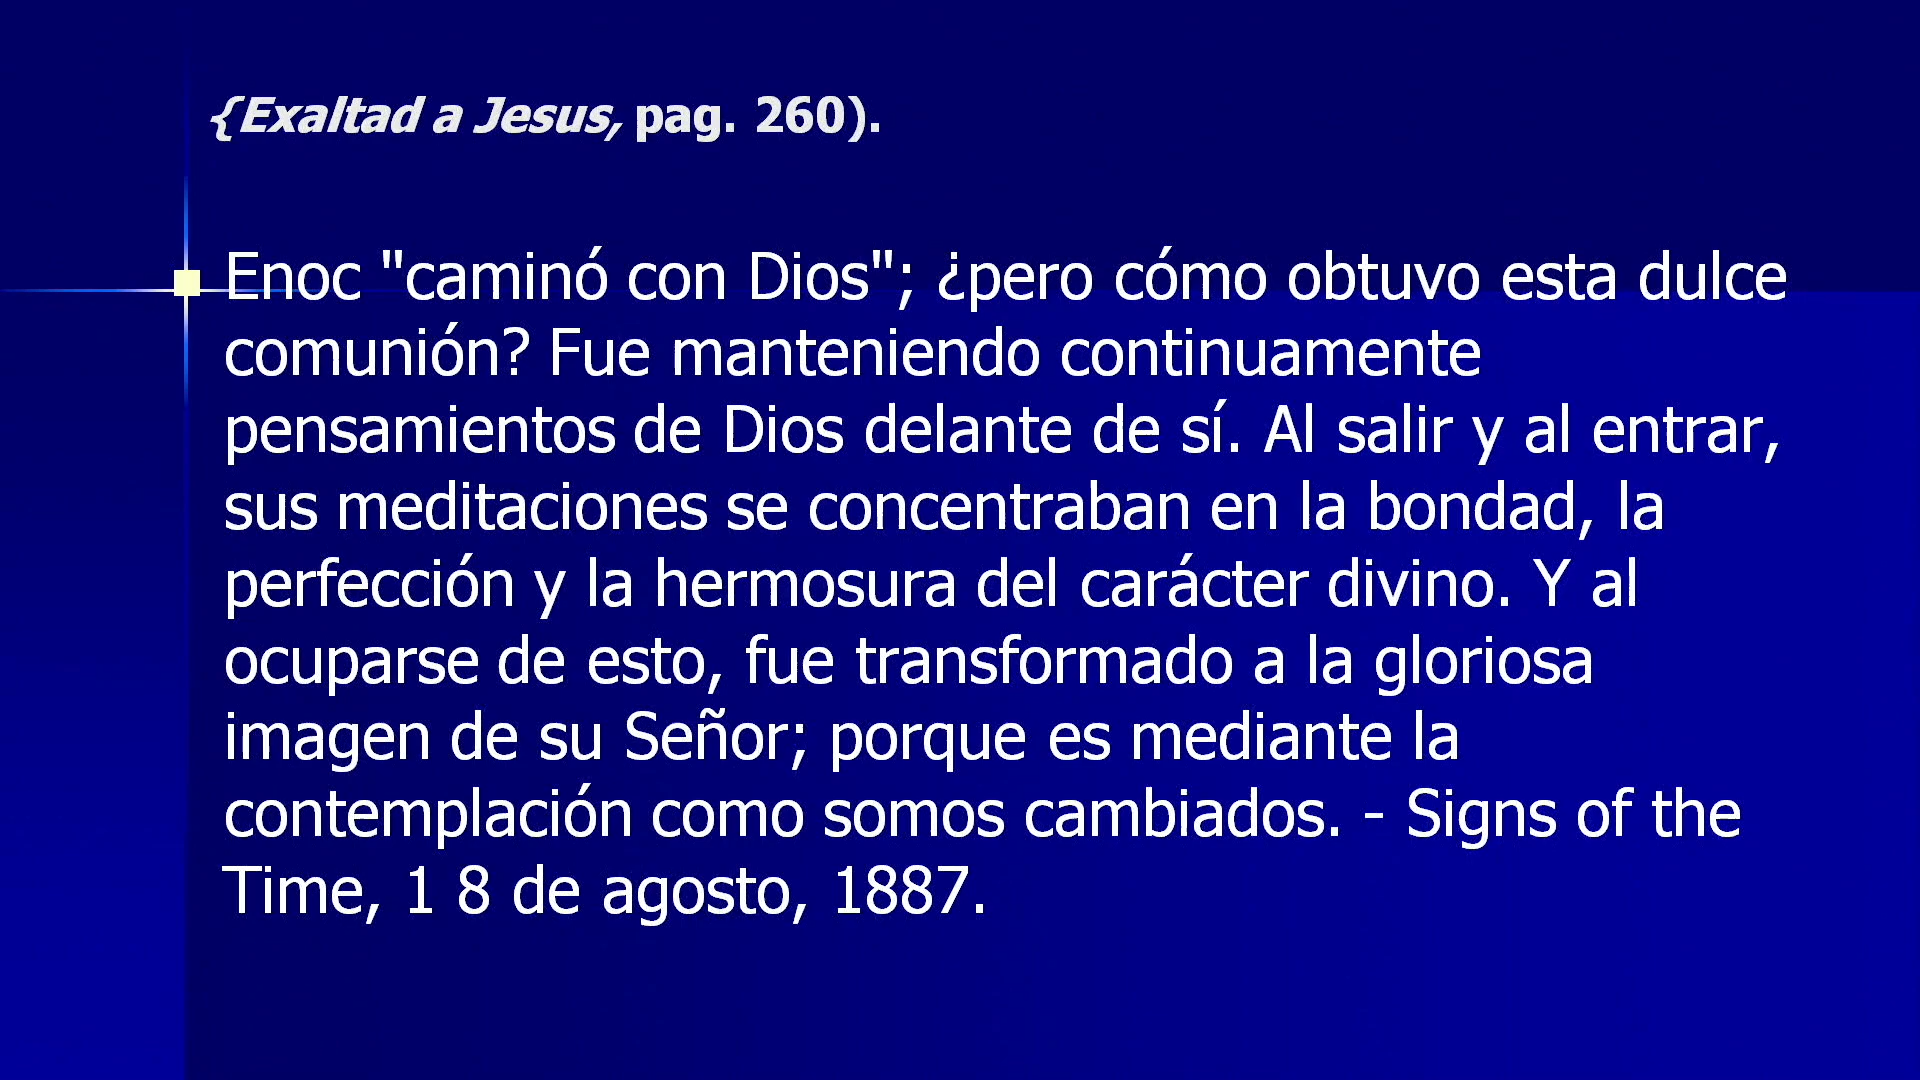 {Exaltad a Jesus, pag. 260).
Enoc "caminó con Dios"; ¿pero cómo obtuvo esta dulce
comunión? Fue manteniendo continuamente
pensamientos de Dios delante de sí. Al salir y al entrar,
sus meditaciones se concentraban en la bondad, la
perfección y la hermosura del carácter divino. Y al
ocuparse de esto, fue transformado a la gloriosa
imagen de su Señor; porque es mediante la
contemplación como somos cambiados. - Signs of the
Time, 1 8 de agosto, 1887.